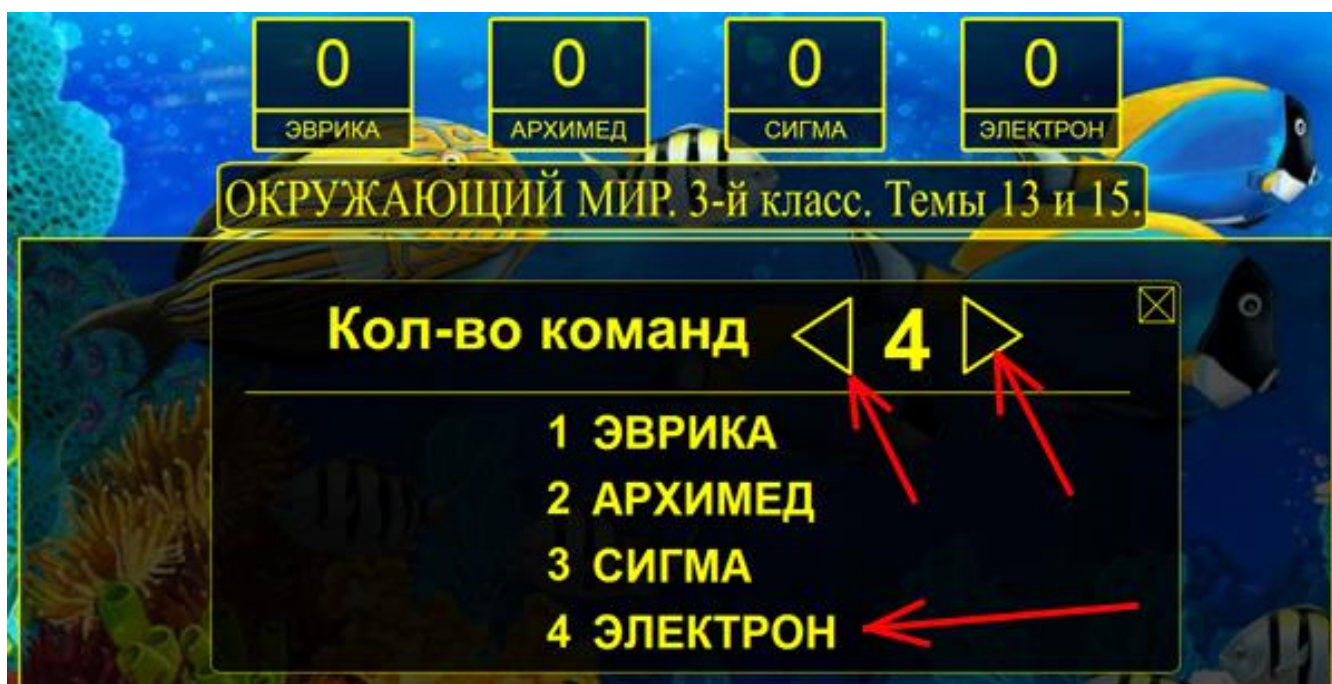 0 0 0 0
ЭВРИКА АРХИМЕД СИГМА ЭЛЕКТРОН
ОКРУЖАЮЩИЙ МИР. 3-й класс. Темы 13 и 15.
Кол-во команд 4
1 ЭВРИКА
2 АРХИМЕД
3 СИГМА
4 ЭЛЕКТРОН